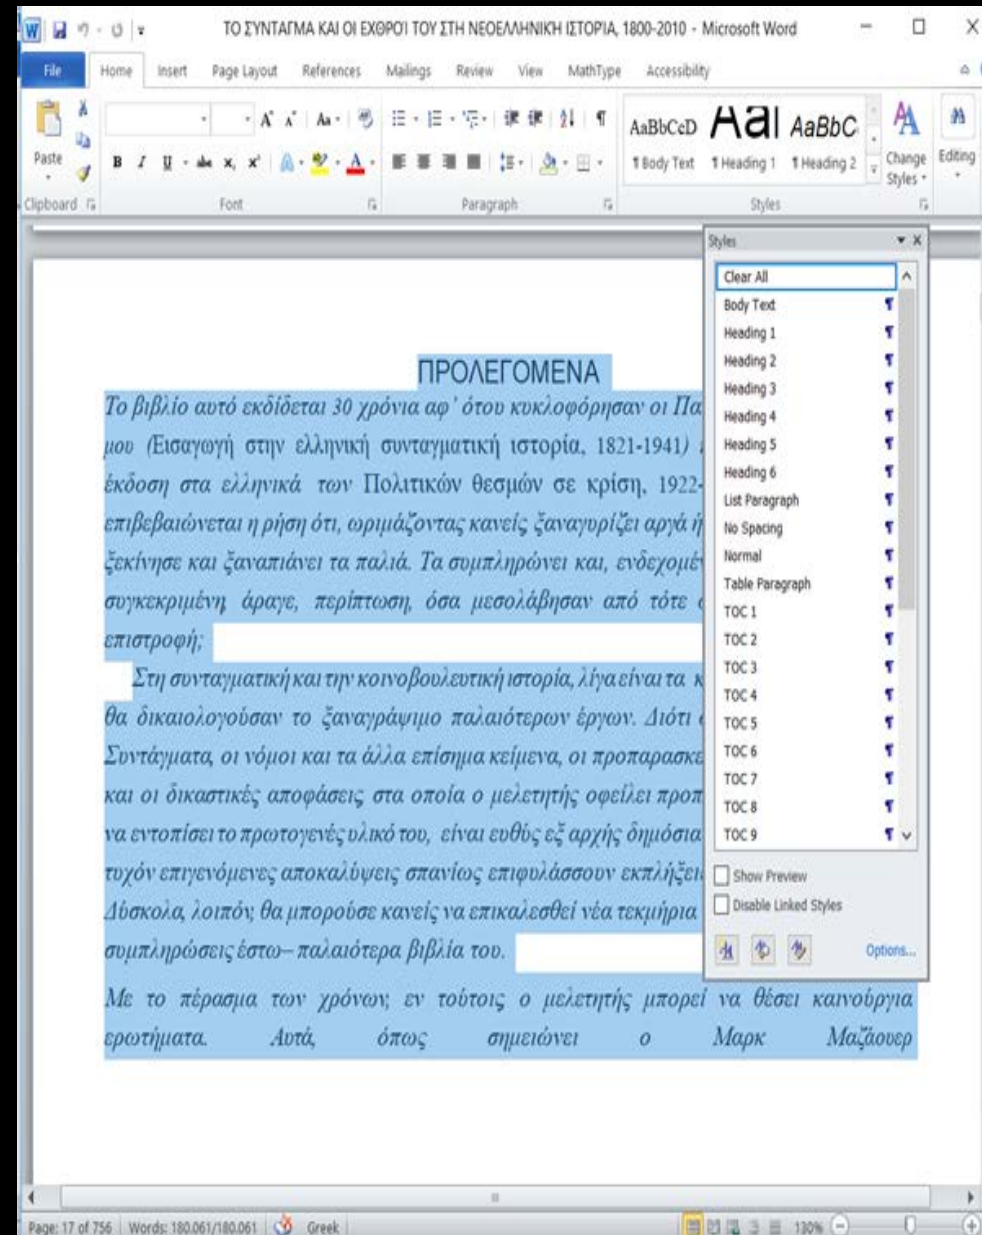 ΤΟ ΣΥΝΤΑΓΜΑ ΚΑΙ ΟΙ ΕΧΘΡΟΊ ΤΟΥ ΣΤΗ ΝΕΟΕΛΛΗΝΙΚΉ ΙΣΤΟΡΊΑ, 1800-2010 - Microsoft Word
File Home Insert Page Layout References Mailings Review View MathType Accessibility
AaBbCcD AaI AaBbC
Paste ¶ Body Text ¶ Heading 1 ¶ Heading 2 Change Styles Editing
Clipboard Font Paragraph Styles
Styles
Clear All
Body Text
Heading 1
Heading 2
Heading 3
Heading 4
Heading 5
Heading 6
List Paragraph
No Spacing
Normal
Table Paragraph
TOC 1
TOC 2
TOC 3
TOC 4
TOC 5
TOC 6
TOC 7
TOC 8
TOC 9
Show Preview
Disable Linked Styles
Options...
ΠΡΟΛΕΓΟΜΕΝΑ
Το βιβλίο αυτό εκδίδεται 30 χρόνια αφ' ότου κυκλοφόρησαν οι Πα
μου (Εισαγωγή στην ελληνική συνταγματική ιστορία, 1821-1941)
έκδοση στα ελληνικά των Πολιτικών θεσμών σε κρίση, 1922-
επιβεβαιώνεται η ρήση ότι, ωριμάζοντας κανείς ξαναγυρίζει αργά ή
ξεκίνησε και ξαναπιάνει τα παλιά. Τα συμπληρώνει και, ενδεχομέν
συγκεκριμένη, άραγε, περίπτωση, όσα μεσολάβησαν από τότε
επιστροφή;
Στη συνταγματική και την κοινοβουλευτική ιστορία, λίγα είναι τα κ
θα δικαιολογούσαν το ξαναγράψιμο παλαιότερων έργων. Διότι
Συντάγματα, οι νόμοι και τα άλλα επίσημα κείμενα, οι προπαρασκε
και οι δικαστικές αποφάσεις, στα οποία ο μελετητής οφείλει προπ
να εντοπίσει το πρωτογενές υλικό του, είναι ευθύς εξ αρχής δημόσια
τυχόν επιγενόμενες αποκαλύψεις σπανίως επιφυλάσσουν εκπλήξει
Δύσκολα, λοιπόν, θα μπορούσε κανείς να επικαλεσθεί νέα τεκμήρια
συμπληρώσεις έστω– παλαιότερα βιβλία του.
Με το πέρασμα των χρόνων, εν τούτοις, ο μελετητής μπορεί να θέσει καινούργια
ερωτήματα. Αυτά, όπως σημειώνει ο Μαρκ Μαζάουερ
Page: 17 of 756 Words: 180.061/180.061 Greek 130%